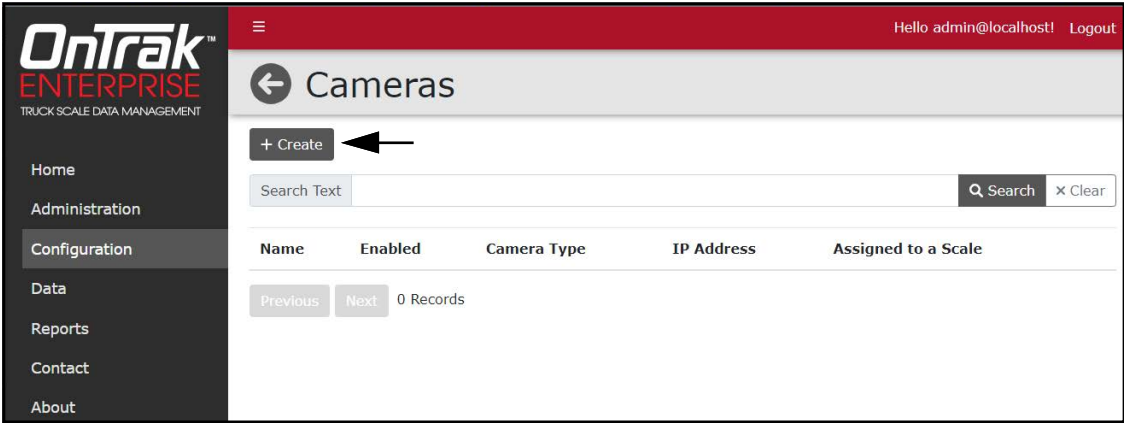 OnTrak™
ENTERPRISE
TRUCK SCALE DATA MANAGEMENT
Home
Administration
Configuration
Data
Reports
Contact
About
Hello admin@localhost! Logout
Cameras
+ Create
Search Text Search × Clear
Name Enabled Camera Type IP Address Assigned to a Scale
Previous Next 0 Records